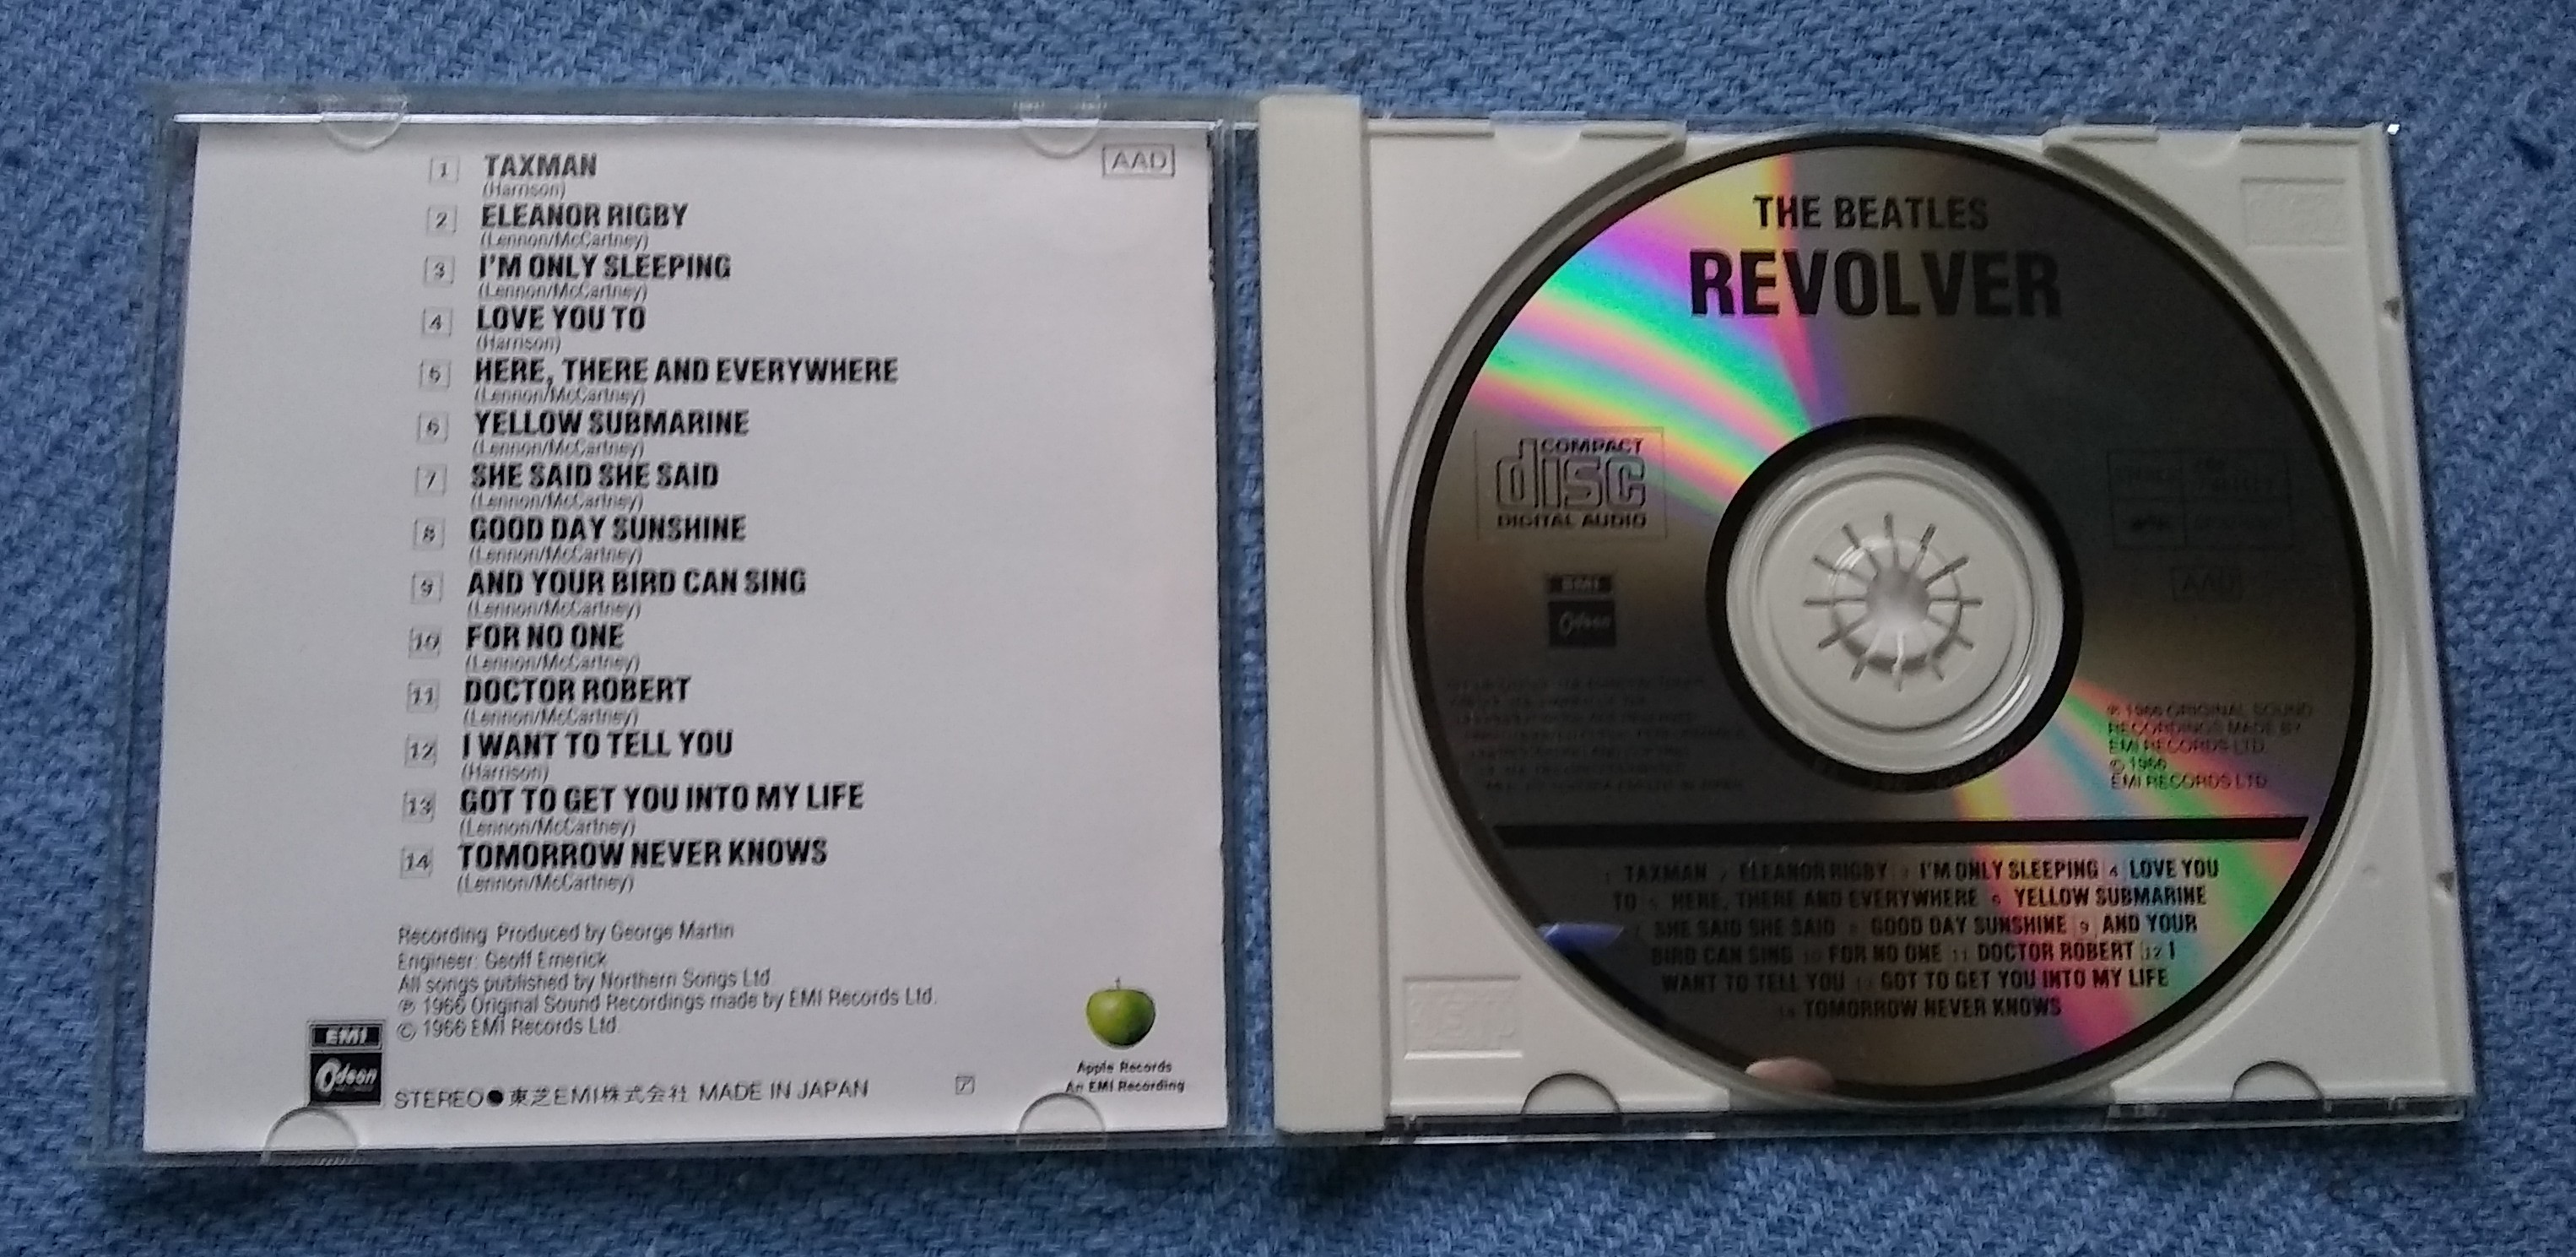 AAD
1 TAXMAN
(Harrison)
2 ELEANOR RIGBY
(Lennon/McCartney)
3 I'M ONLY SLEEPING
(Lennon/McCartney)
4 LOVE YOU TO
(Harrison)
5 HERE, THERE AND EVERYWHERE
(Lennon/McCartney)
6 YELLOW SUBMARINE
(Lennon/McCartney)
7 SHE SAID SHE SAID
(Lennon/McCartney)
8 GOOD DAY SUNSHINE
(Lennon/McCartney)
9 AND YOUR BIRD CAN SING
(Lennon/McCartney)
10 FOR NO ONE
(Lennon/McCartney)
11 DOCTOR ROBERT
(Lennon/McCartney)
12 I WANT TO TELL YOU
(Harrison)
13 GOT TO GET YOU INTO MY LIFE
(Lennon/McCartney)
14 TOMORROW NEVER KNOWS
(Lennon/McCartney)
Recording Produced by George Martin
Engineer: Geoff Emerick
All songs published by Northern Songs Ltd
℗ 1966 Original Sound Recordings made by EMI Records Ltd.
© 1966 EMI Records Ltd.
EMI
Odeon
STEREO●東芝EMI株式会社 MADE IN JAPAN
ア
Apple Records
An EMI Recording
THE BEATLES
REVOLVER
COMPACT
disc
DIGITAL AUDIO
EMI
Odeon
AAD
℗ 1966 ORIGINAL SOUND
RECORDINGS MADE BY
EMI RECORDS LTD.
© 1966
EMI RECORDS LTD.
TAXMAN ELEANOR RIGBY 3 I'M ONLY SLEEPING 4 LOVE YOU
TO 5 HERE, THERE AND EVERYWHERE 6 YELLOW SUBMARINE
SHE SAID SHE SAID 8 GOOD DAY SUNSHINE 9 AND YOUR
BIRD CAN SING 10 FOR NO ONE 11 DOCTOR ROBERT 12 I
WANT TO TELL YOU 13 GOT TO GET YOU INTO MY LIFE
14 TOMORROW NEVER KNOWS